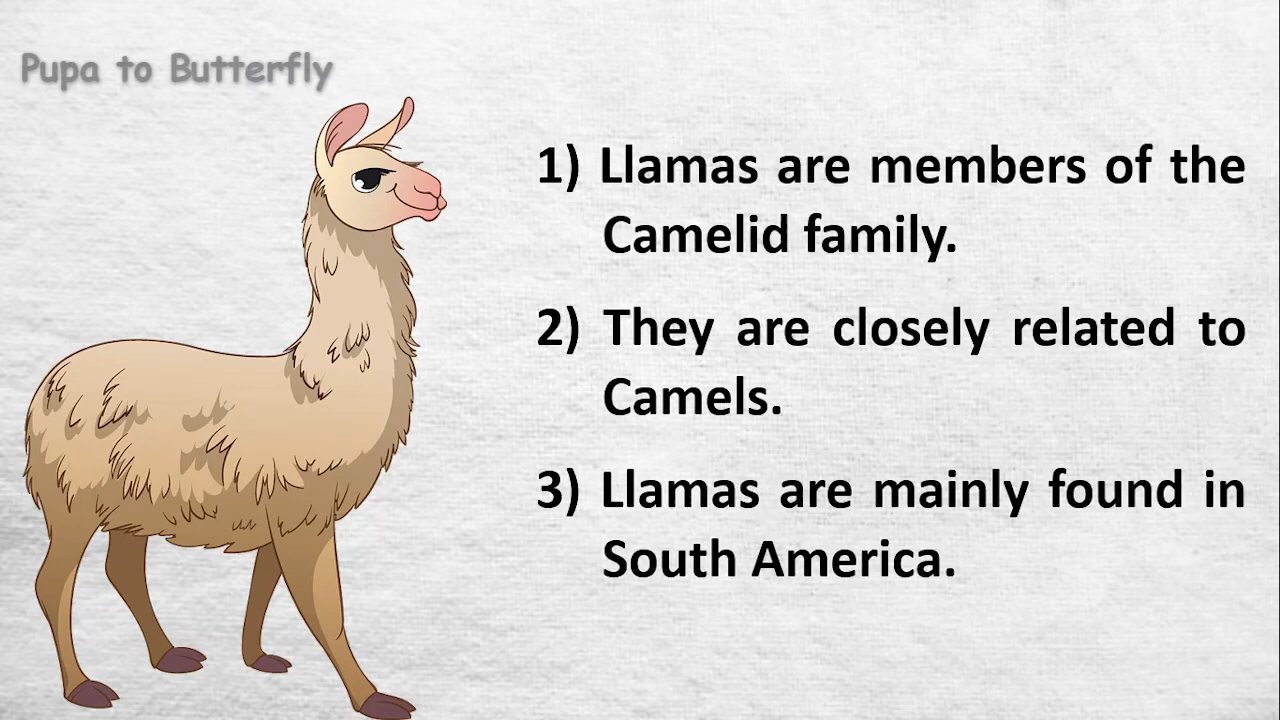 Pupa to Butterfly
1) Llamas are members of the
Camelid family.
2) They are closely related to
Camels.
3) Llamas are mainly found in
South America.